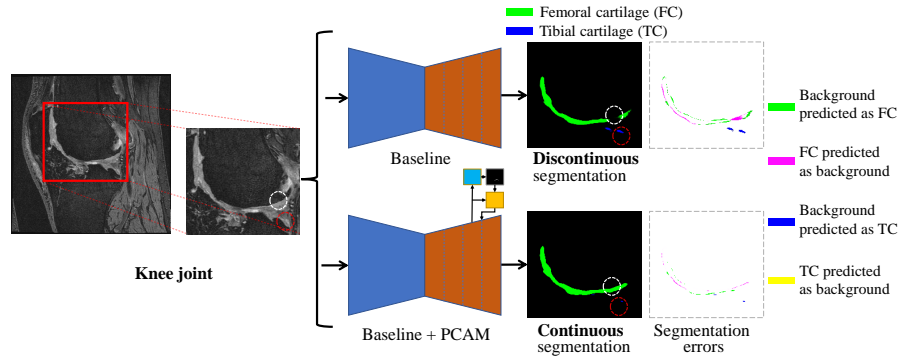 Femoral cartilage (FC)
Tibial cartilage (TC)
Baseline
Discontinuous
segmentation
Background
predicted as FC
FC predicted
as background
Background
predicted as TC
TC predicted
as background
Knee joint
Baseline + PCAM
Continuous
segmentation
Segmentation
errors